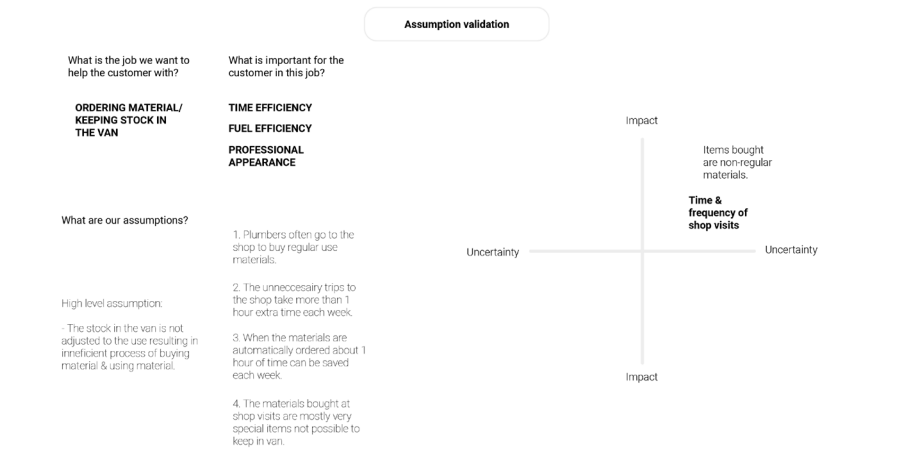 Assumption validation
What is the job we want to
help the customer with?
What is important for the
customer in this job?
ORDERING MATERIAL/
KEEPING STOCK IN
THE VAN
TIME EFFICIENCY
FUEL EFFICIENCY
PROFESSIONAL
APPEARANCE
What are our assumptions?
High level assumption:
- The stock in the van is not
adjusted to the use resulting in
inneficient process of buying
material & using material.
1. Plumbers often go to the
shop to buy regular use
materials.
2. The unneccesairy trips to
the shop take more than 1
hour extra time each week.
3. When the materials are
automatically ordered about 1
hour of time can be saved
each week.
4. The materials bought at
shop visits are mostly very
special items not possible to
keep in van.
Impact
Items bought
are non-regular
materials.
Time &
frequency of
shop visits
Uncertainty
Uncertainty
Impact